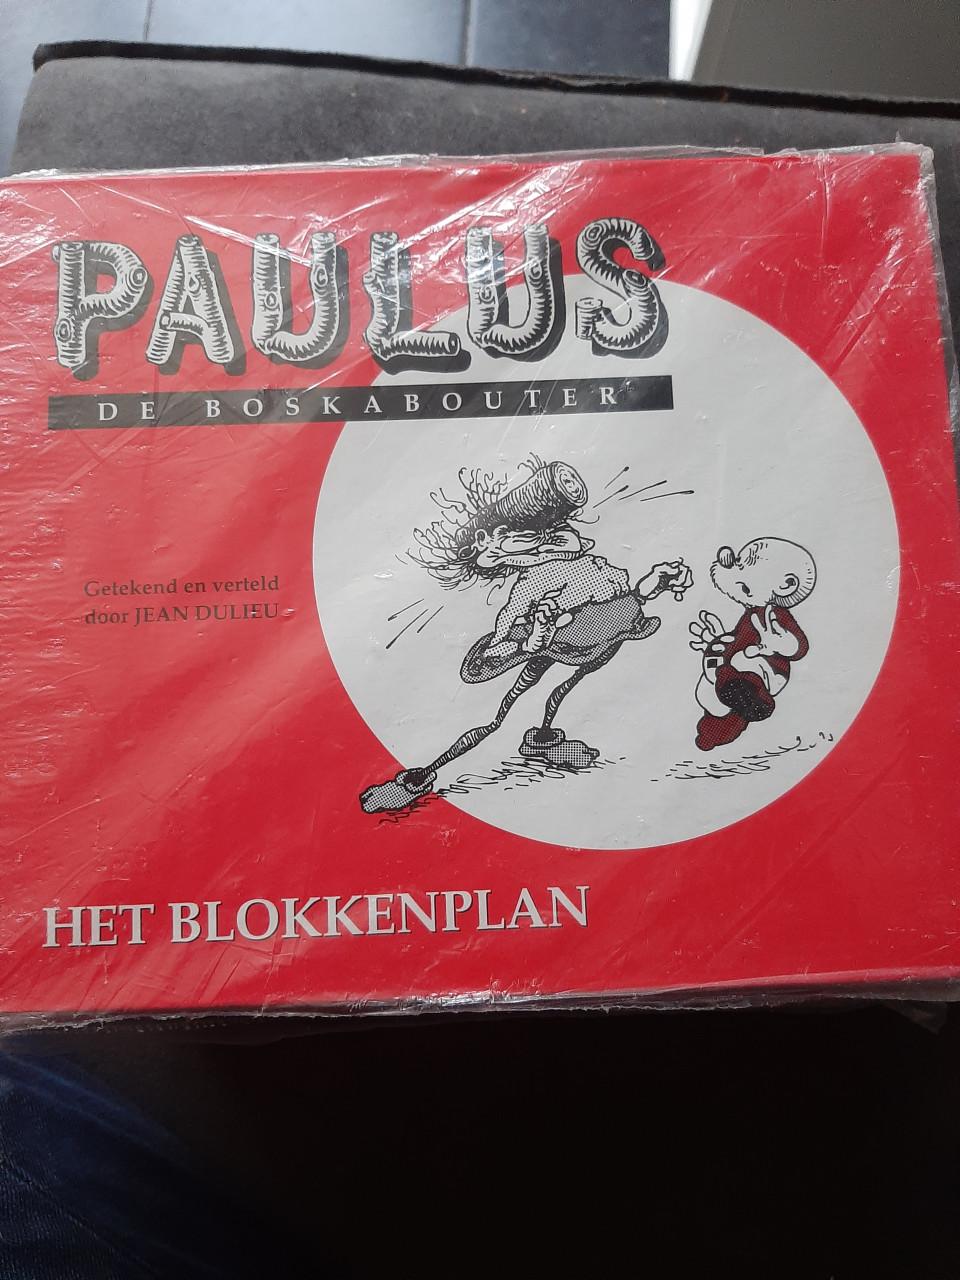 PAULUS
DE BOSKABOUTER
Getekend en verteld
door JEAN DULIEU
HET BLOKKENPLAN